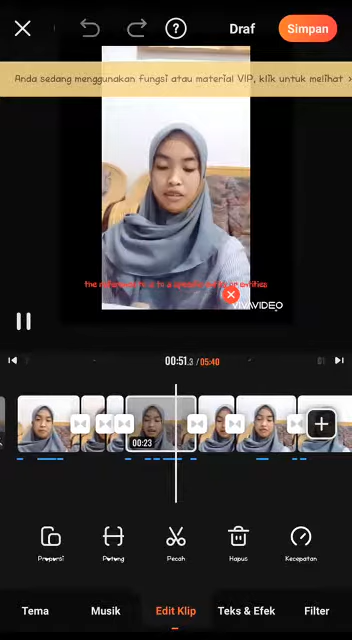 Draf
Simpan
Anda sedang menggunakan fungsi atau material VIP, klik untuk melihat >
VIVAVIDEO
00:51.3 / 05:40
00:23
Proporsi
Potong
Pecah
Hapus
Kecepatan
Tema
Musik
Edit Klip
Teks & Efek
Filter